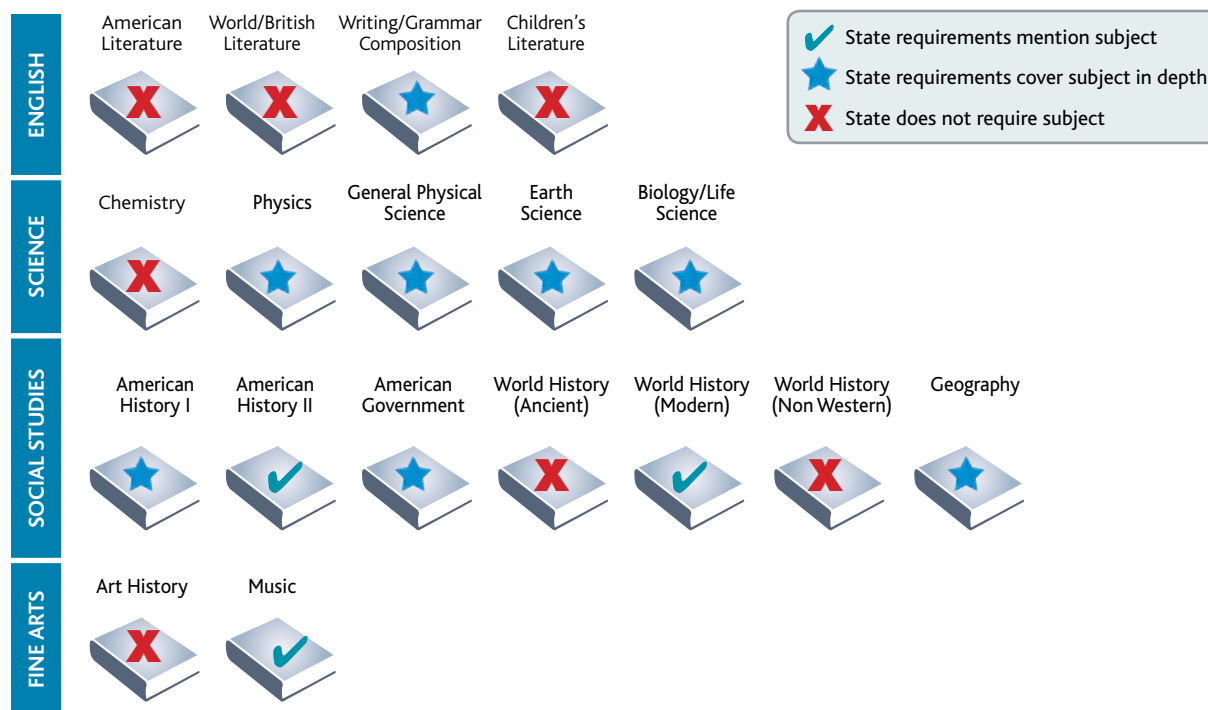 ENGLISH
American
Literature
World/British
Literature
Writing/Grammar
Composition
Children's
Literature
State requirements mention subject
State requirements cover subject in depth
State does not require subject
SCIENCE
Chemistry
Physics
General Physical
Science
Earth
Science
Biology/Life
Science
SOCIAL STUDIES
American
History I
American
History II
American
Government
World History
(Ancient)
World History
(Modern)
World History
(Non Western)
Geography
FINE ARTS
Art History
Music